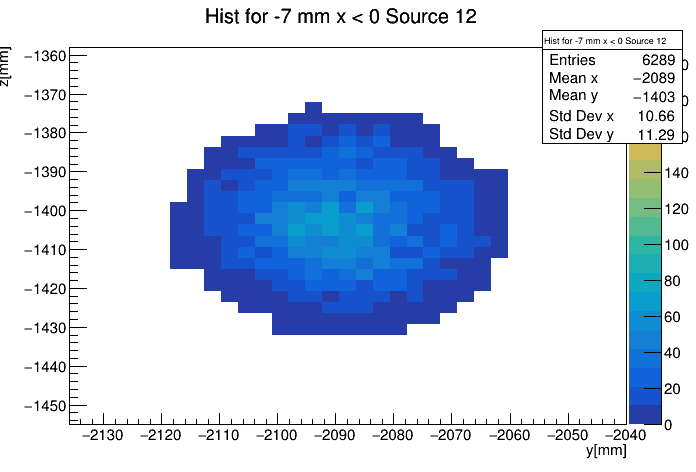 Hist for -7 mm x < 0 Source 12
z[mm]
Hist for -7 mm x < 0 Source 12
Entries 6289
Mean x −2089
Mean y −1403
Std Dev x 10.66
Std Dev y 11.29
−1360
−1370
−1380
−1390
−1400
−1410
−1420
−1430
−1440
−1450
0
0
140
120
100
80
60
40
20
0
−2130 −2120 −2110 −2100 −2090 −2080 −2070 −2060 −2050 −2040
y[mm]